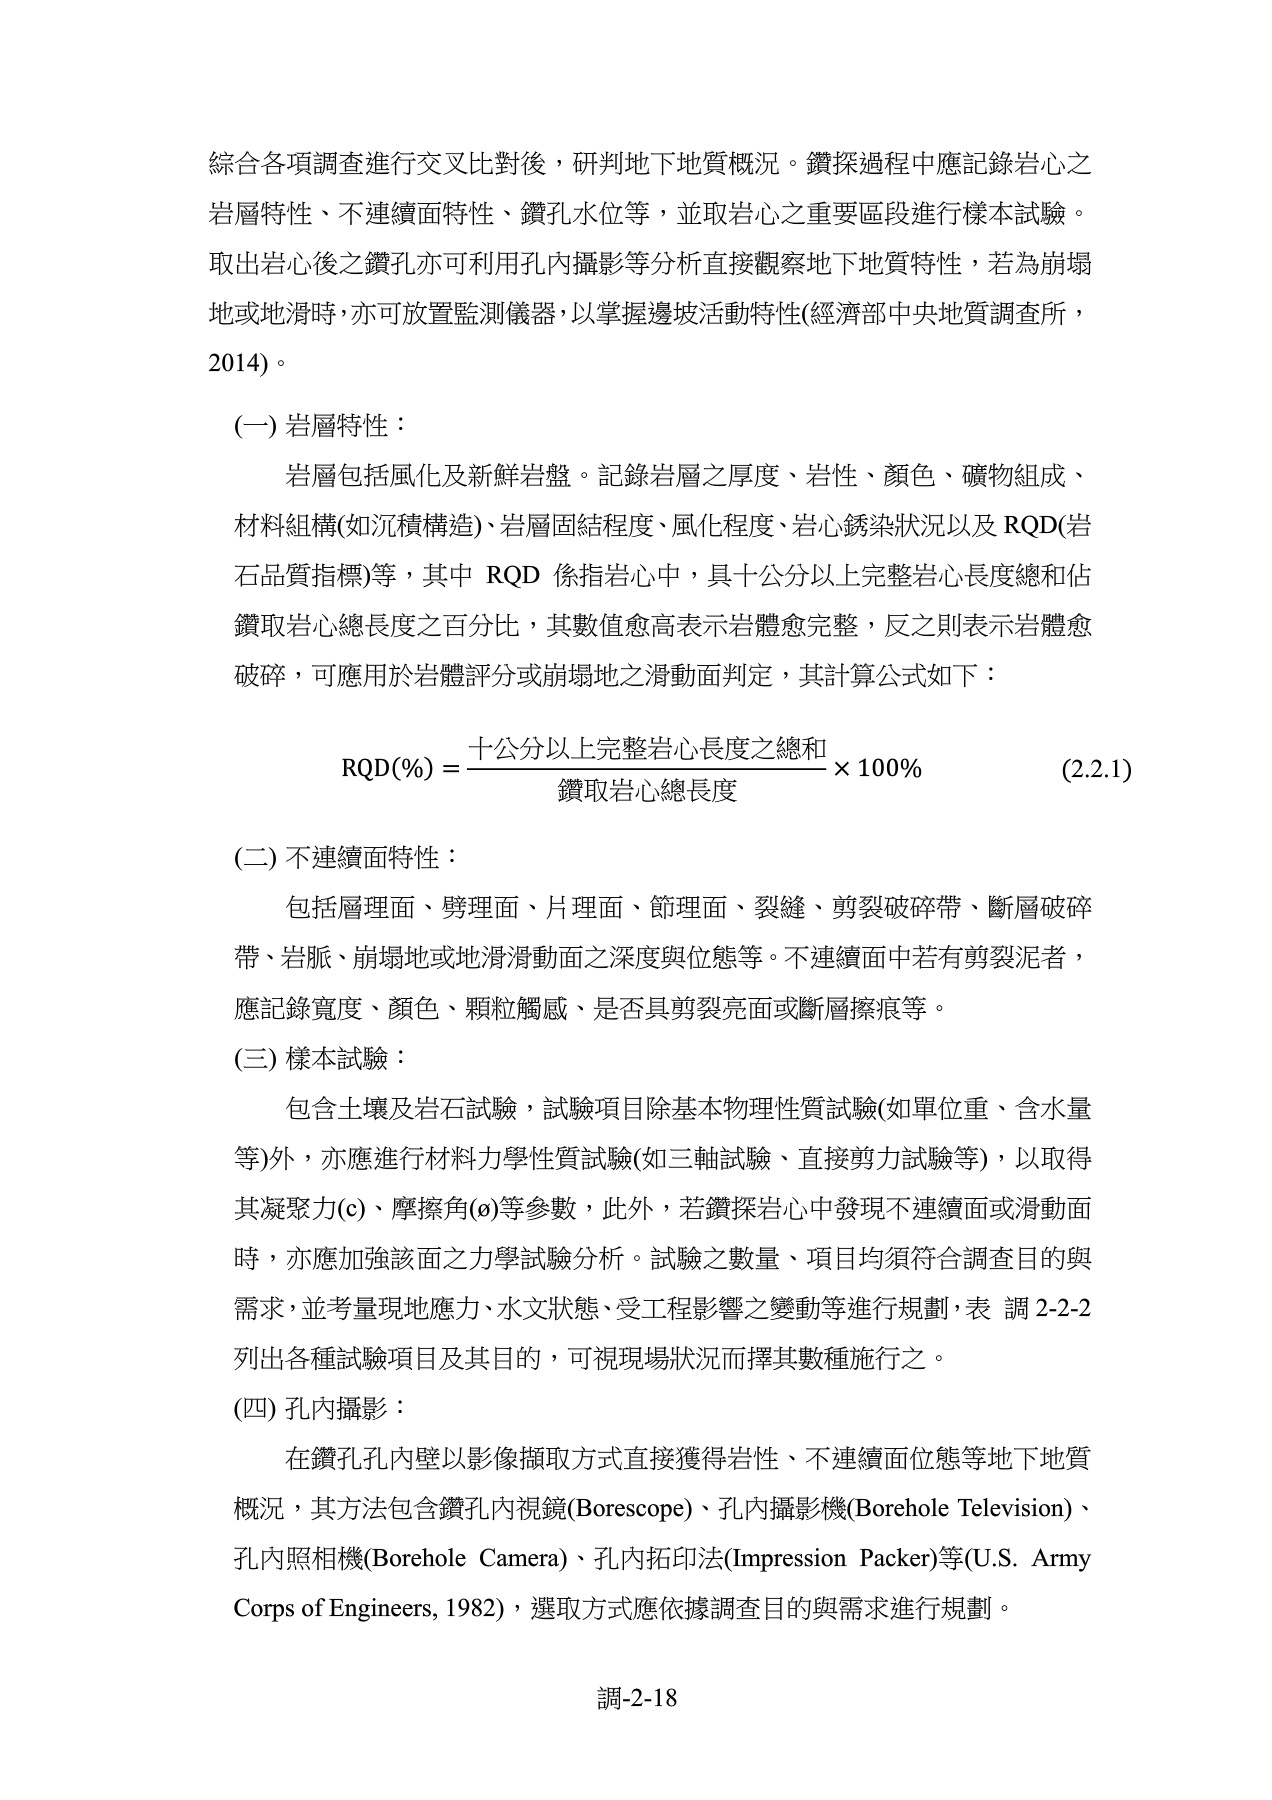 綜合各項調查進行交叉比對後，研判地下地質概況。鑽探過程中應記錄岩心之
岩層特性、不連續面特性、鑽孔水位等，並取岩心之重要區段進行樣本試驗。
取出岩心後之鑽孔亦可利用孔內攝影等分析直接觀察地下地質特性，若為崩塌
地或地滑時，亦可放置監測儀器，以掌握邊坡活動特性(經濟部中央地質調查所，
2014)。
(一) 岩層特性：
岩層包括風化及新鮮岩盤。記錄岩層之厚度、岩性、顏色、礦物組成、
材料組構(如沉積構造)、岩層固結程度、風化程度、岩心銹染狀況以及 RQD(岩
石品質指標)等，其中 RQD 係指岩心中，具十公分以上完整岩心長度總和佔
鑽取岩心總長度之百分比，其數值愈高表示岩體愈完整，反之則表示岩體愈
破碎，可應用於岩體評分或崩塌地之滑動面判定，其計算公式如下：
RQD(%) = 十公分以上完整岩心長度之總和 / 鑽取岩心總長度 × 100% (2.2.1)
(二) 不連續面特性：
包括層理面、劈理面、片理面、節理面、裂縫、剪裂破碎帶、斷層破碎
帶、岩脈、崩塌地或地滑滑動面之深度與位態等。不連續面中若有剪裂泥者，
應記錄寬度、顏色、顆粒觸感、是否具剪裂亮面或斷層擦痕等。
(三) 樣本試驗：
包含土壤及岩石試驗，試驗項目除基本物理性質試驗(如單位重、含水量
等)外，亦應進行材料力學性質試驗(如三軸試驗、直接剪力試驗等)，以取得
其凝聚力(c)、摩擦角(ø)等參數，此外，若鑽探岩心中發現不連續面或滑動面
時，亦應加強該面之力學試驗分析。試驗之數量、項目均須符合調查目的與
需求，並考量現地應力、水文狀態、受工程影響之變動等進行規劃，表 調 2-2-2
列出各種試驗項目及其目的，可視現場狀況而擇其數種施行之。
(四) 孔內攝影：
在鑽孔孔內壁以影像擷取方式直接獲得岩性、不連續面位態等地下地質
概況，其方法包含鑽孔內視鏡(Borescope)、孔內攝影機(Borehole Television)、
孔內照相機(Borehole Camera)、孔內拓印法(Impression Packer)等(U.S. Army
Corps of Engineers, 1982)，選取方式應依據調查目的與需求進行規劃。
調-2-18